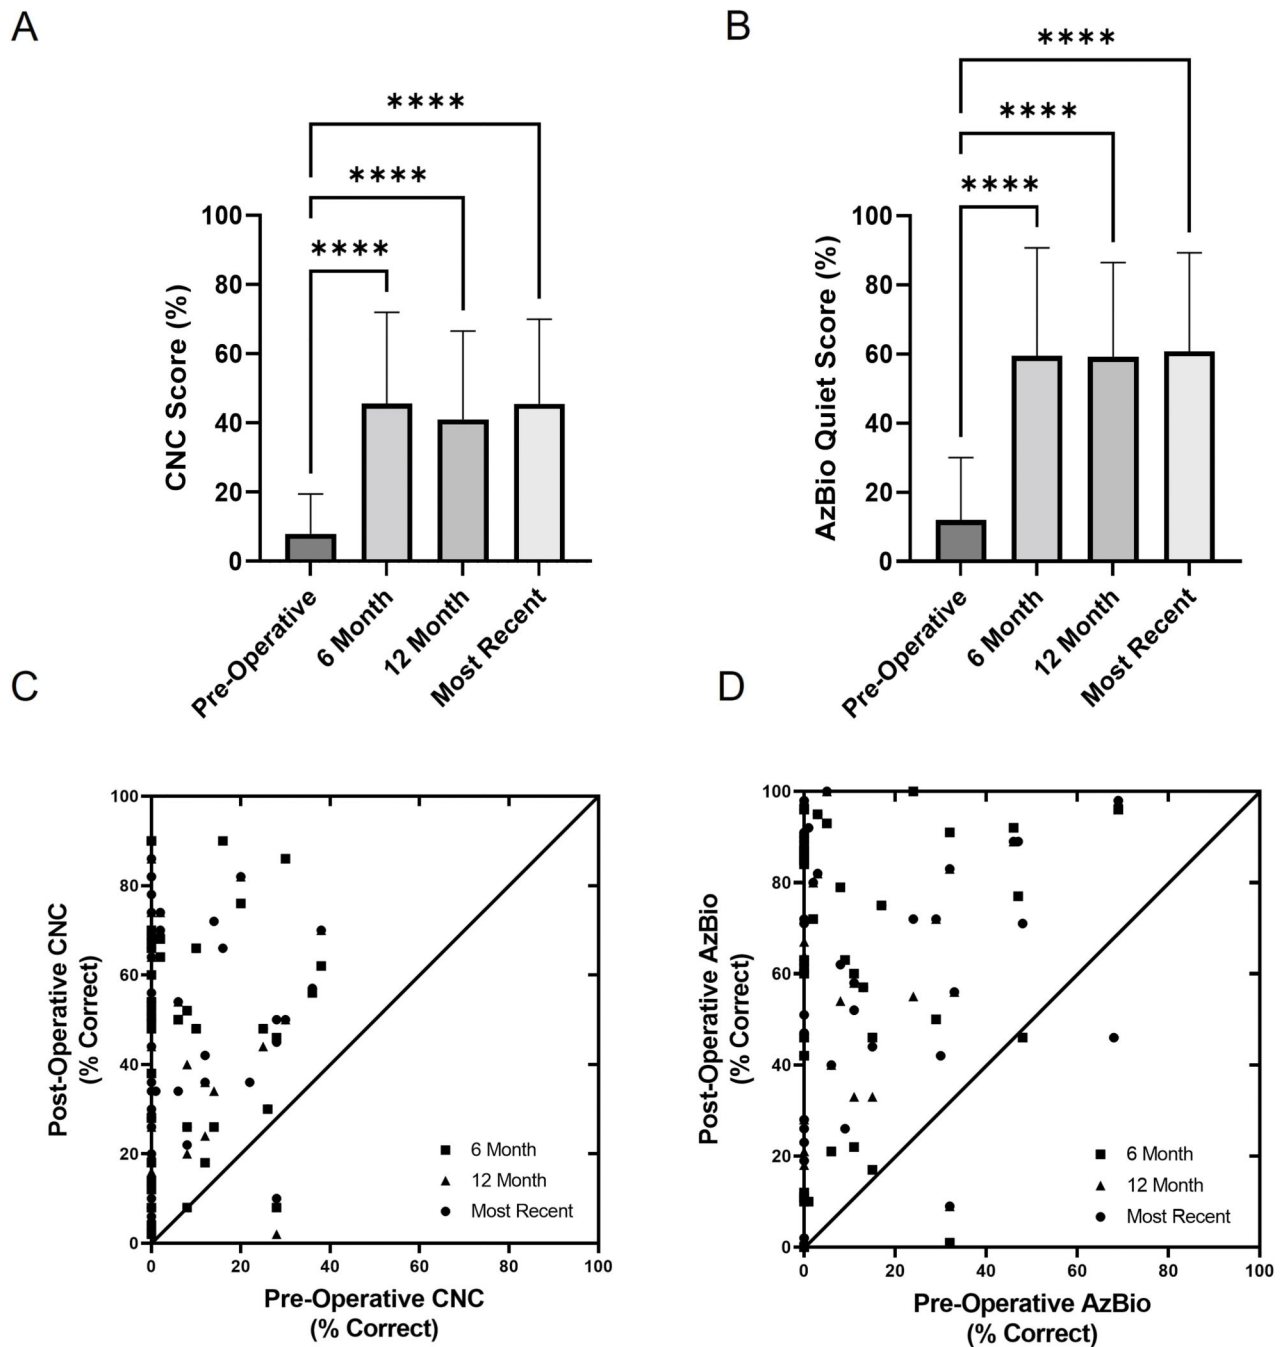 A
B
****
****
****
****
****
****
CNC Score (%)
100
80
60
40
20
0
Pre-Operative
6 Month
12 Month
Most Recent
AzBio Quiet Score (%)
100
80
60
40
20
0
Pre-Operative
6 Month
12 Month
Most Recent
C
D
Post-Operative CNC
(% Correct)
100
80
60
40
20
0
6 Month
12 Month
Most Recent
0 20 40 60 80 100
Pre-Operative CNC
(% Correct)
Post-Operative AzBio
(% Correct)
100
80
60
40
20
0
6 Month
12 Month
Most Recent
0 20 40 60 80 100
Pre-Operative AzBio
(% Correct)